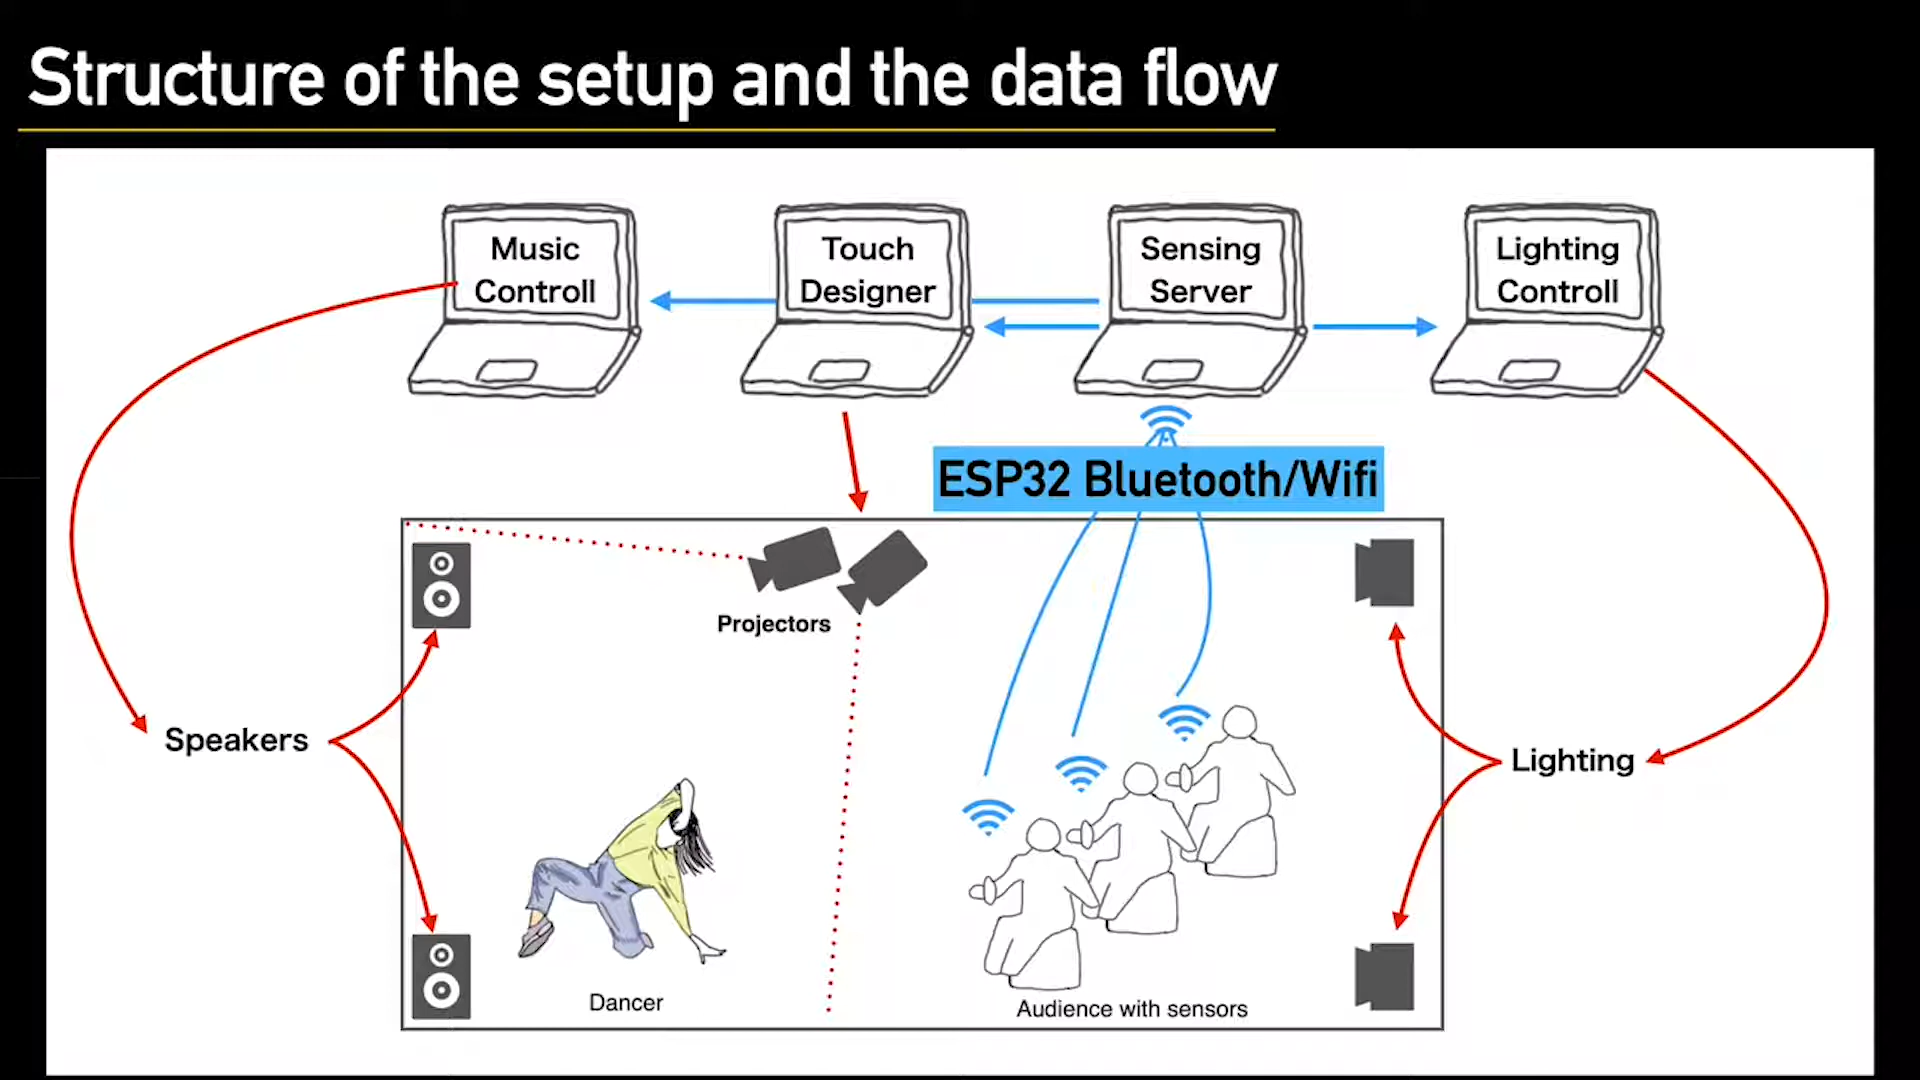 Structure of the setup and the data flow
Music
Controll
Touch
Designer
Sensing
Server
Lighting
Controll
ESP32 Bluetooth/Wifi
Projectors
Speakers
Lighting
Dancer
Audience with sensors